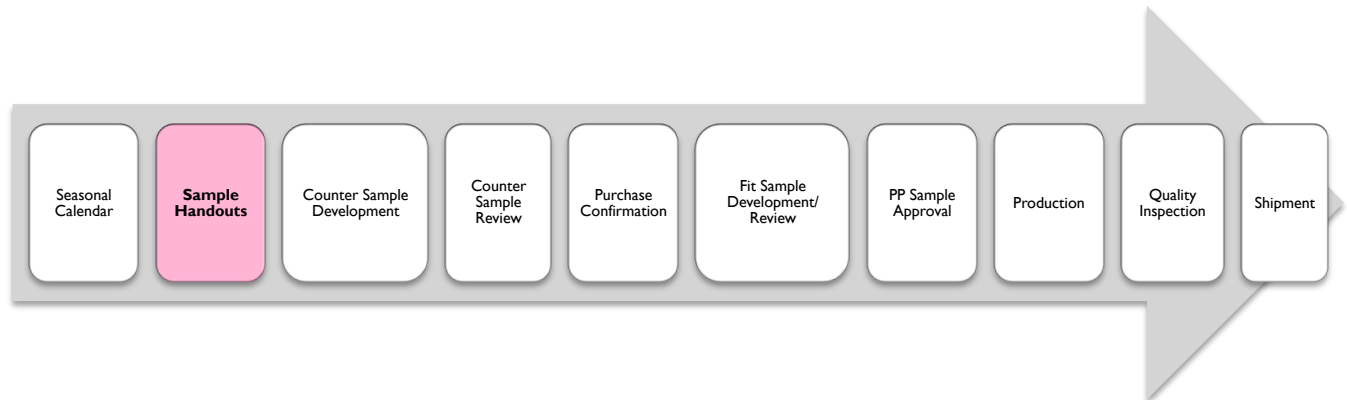 Seasonal
Calendar
Sample
Handouts
Counter Sample
Development
Counter
Sample
Review
Purchase
Confirmation
Fit Sample
Development/
Review
PP Sample
Approval
Production
Quality
Inspection
Shipment